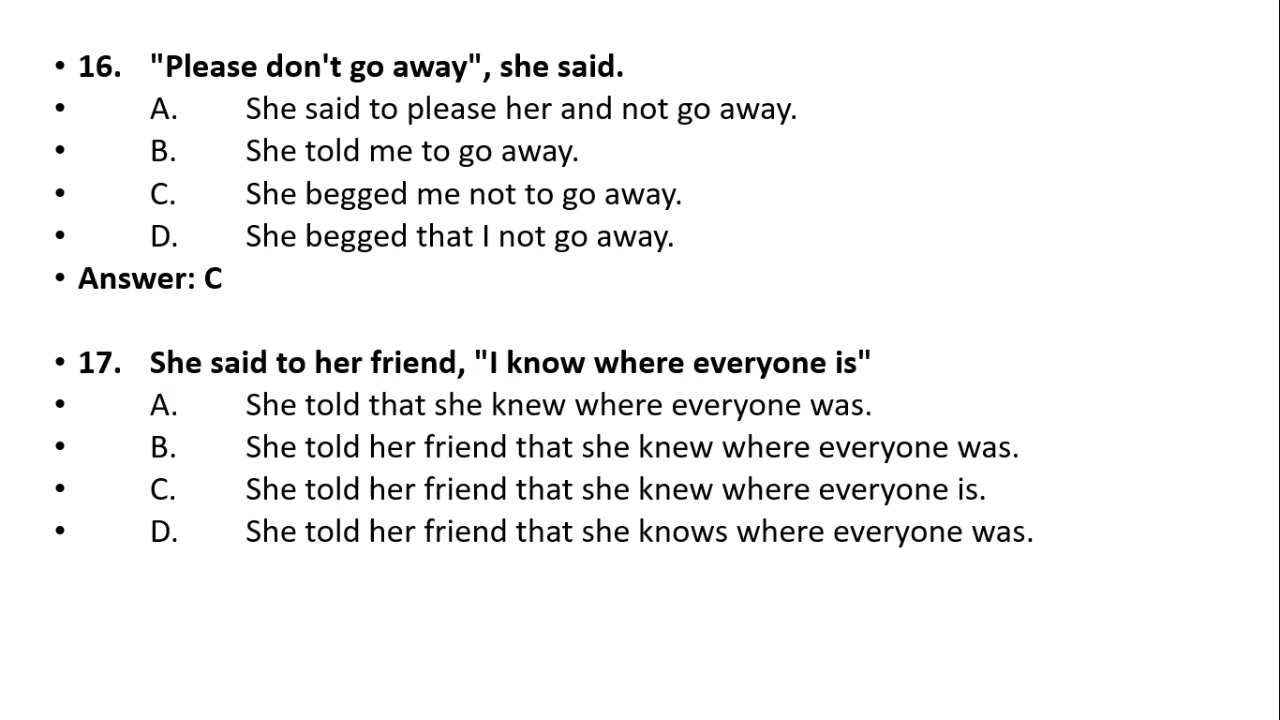 • 16. "Please don't go away", she said.
• A. She said to please her and not go away.
• B. She told me to go away.
• C. She begged me not to go away.
• D. She begged that I not go away.
• Answer: C
• 17. She said to her friend, "I know where everyone is"
• A. She told that she knew where everyone was.
• B. She told her friend that she knew where everyone was.
• C. She told her friend that she knew where everyone is.
• D. She told her friend that she knows where everyone was.